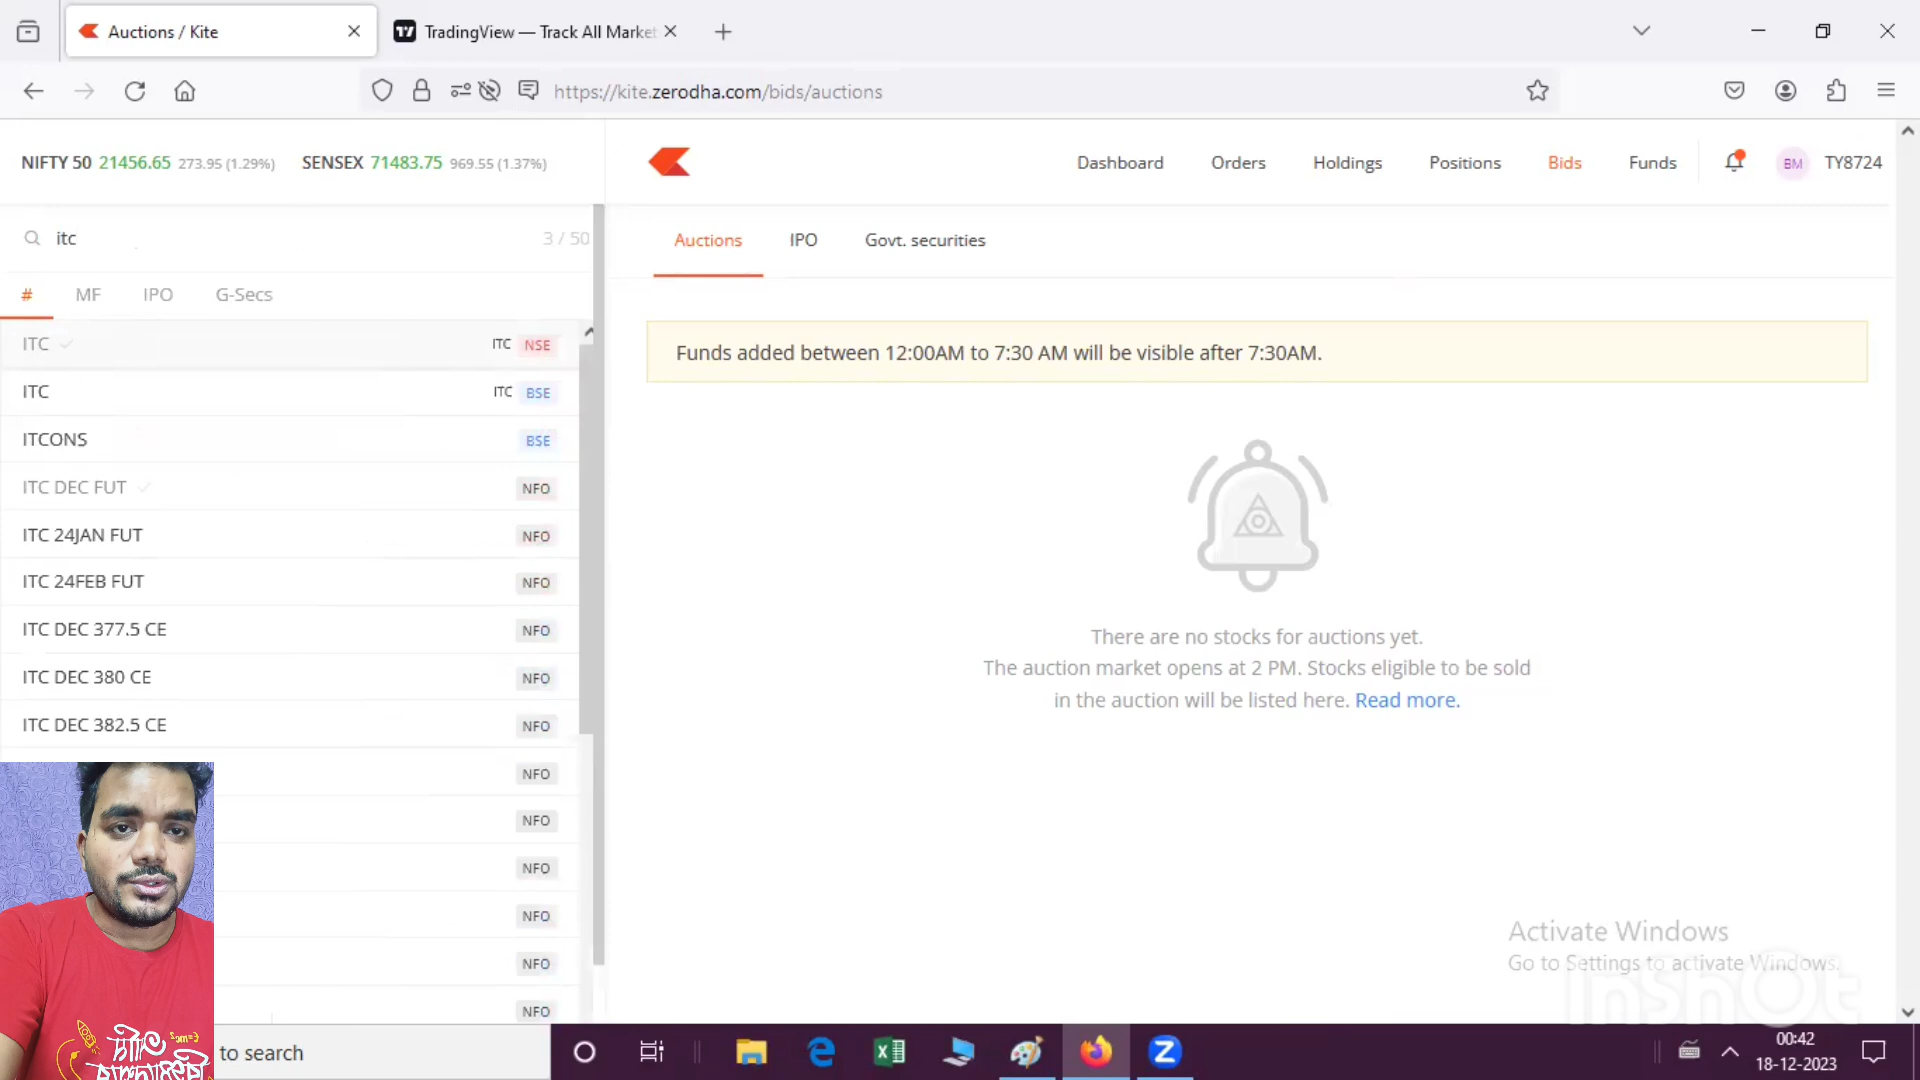 Auctions / Kite
TradingView — Track All Market
https://kite.zerodha.com/bids/auctions
NIFTY 50 21456.65 273.95 (1.29%) SENSEX 71483.75 969.55 (1.37%)
Dashboard Orders Holdings Positions Bids Funds BM TY8724
itc 3 / 50
Auctions IPO Govt. securities
# MF IPO G-Secs
ITC ITC NSE
Funds added between 12:00AM to 7:30 AM will be visible after 7:30AM.
ITC ITC BSE
ITCONS BSE
ITC DEC FUT NFO
ITC 24JAN FUT NFO
ITC 24FEB FUT NFO
ITC DEC 377.5 CE NFO
ITC DEC 380 CE NFO
ITC DEC 382.5 CE NFO
NFO
NFO
NFO
NFO
NFO
NFO
There are no stocks for auctions yet.
The auction market opens at 2 PM. Stocks eligible to be sold
in the auction will be listed here. Read more.
Activate Windows
Go to Settings to activate Windows.
InShOt
to search
00:42
18-12-2023